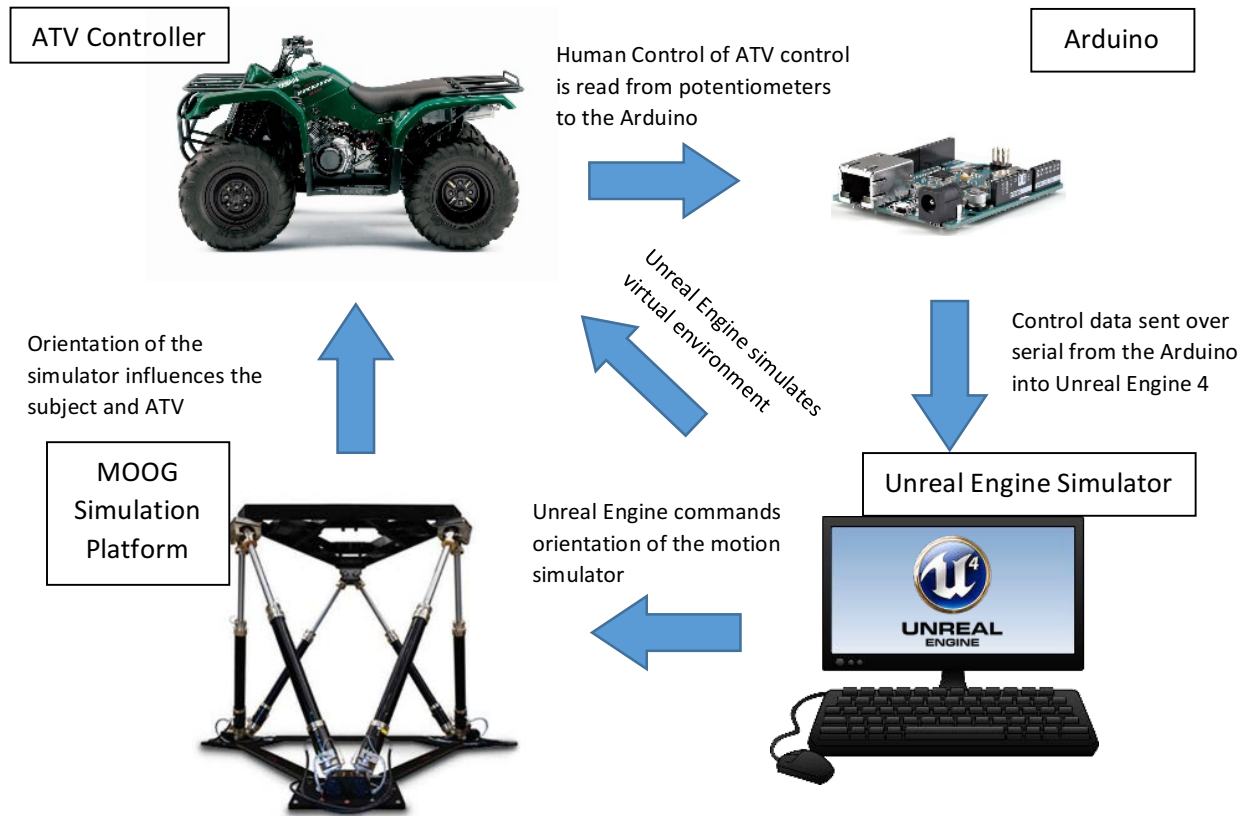 ATV Controller
Human Control of ATV control
is read from potentiometers
to the Arduino
Arduino
Unreal Engine simulates
virtual environment
Orientation of the
simulator influences the
subject and ATV
Control data sent over
serial from the Arduino
into Unreal Engine 4
MOOG
Simulation
Platform
Unreal Engine commands
orientation of the motion
simulator
Unreal Engine Simulator
4
UNREAL
ENGINE